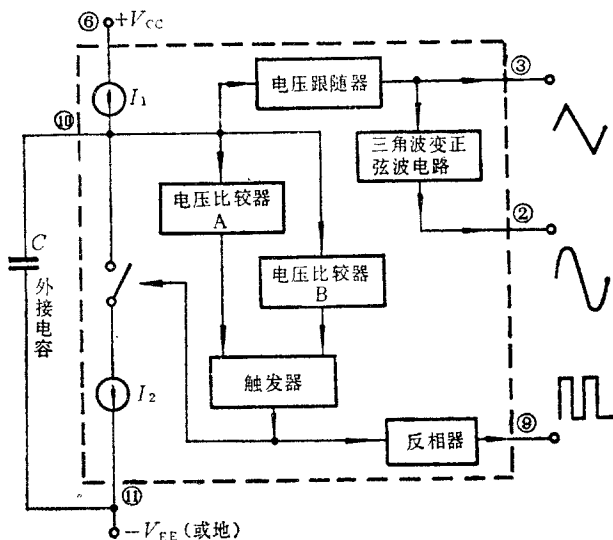 ⑥
+V_CC
I₁
⑩
电压跟随器
③
三角波变正
弦波电路
②
电压比较器
A
电压比较器
B
C
外接电容
I₂
触发器
反相器
⑨
⑪
−V_EE（或地）